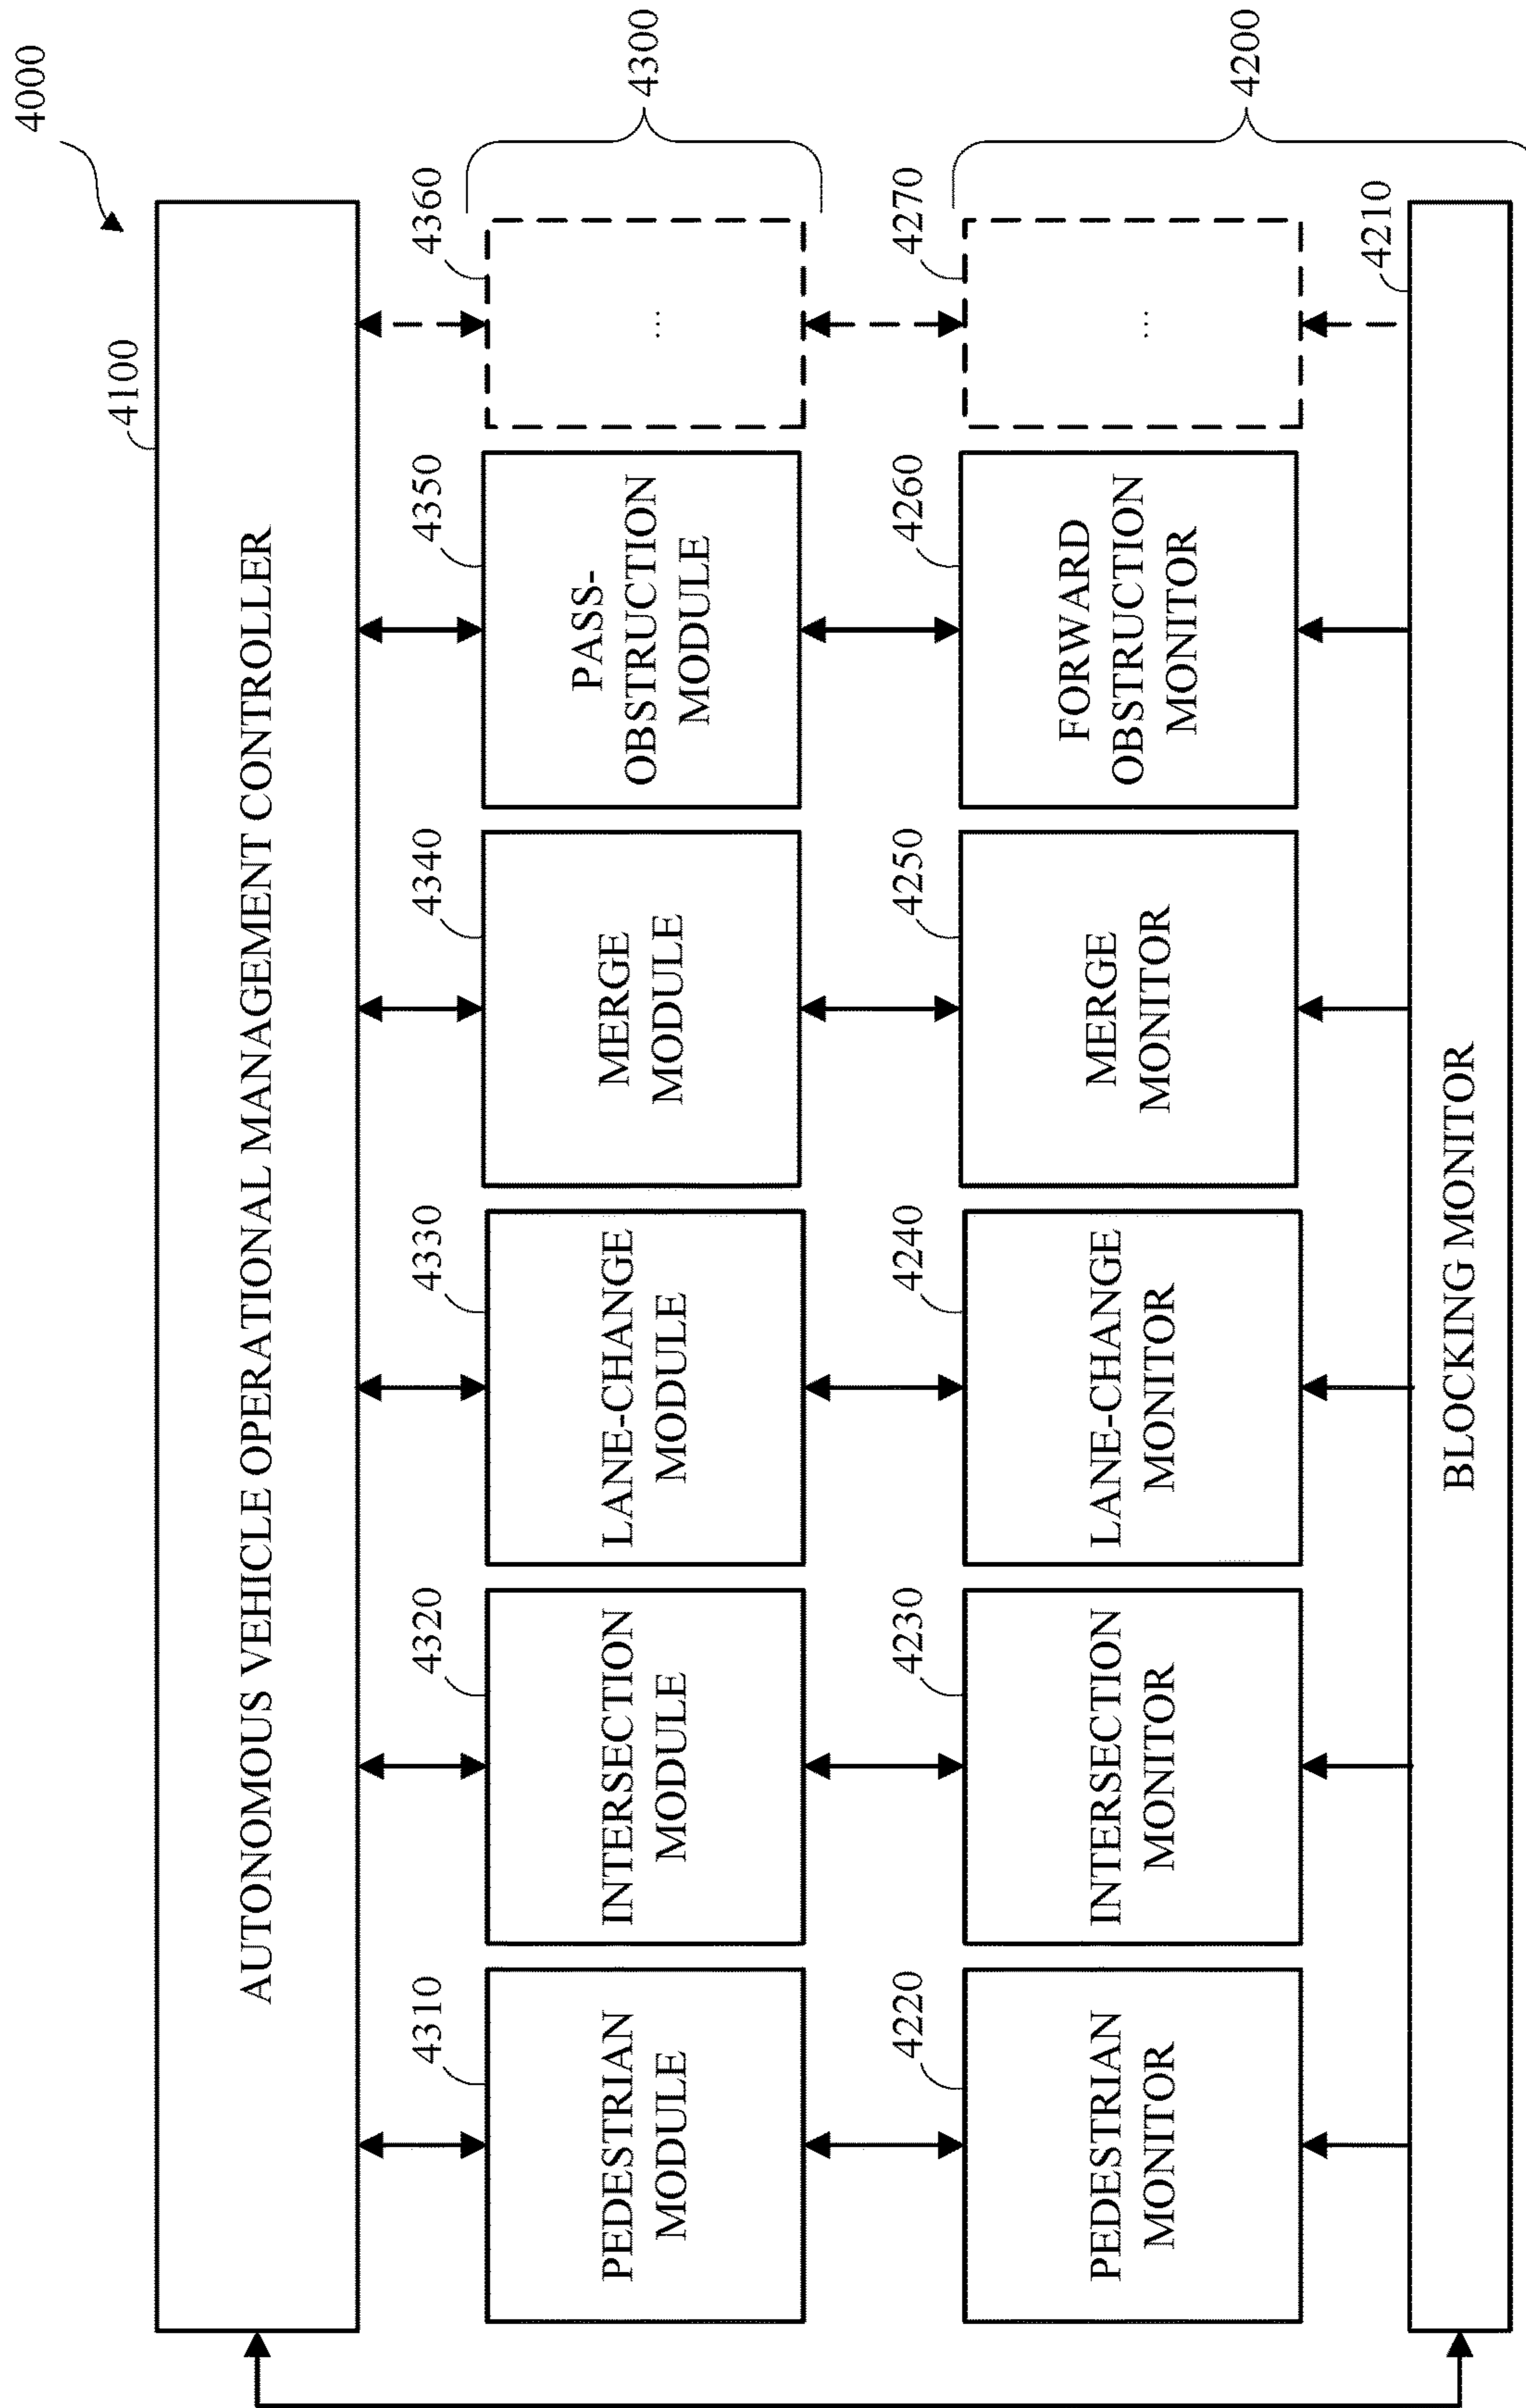 4000
4100
AUTONOMOUS VEHICLE OPERATIONAL MANAGEMENT CONTROLLER
4300
4310
PEDESTRIAN
MODULE
4320
INTERSECTION
MODULE
4330
LANE-CHANGE
MODULE
4340
MERGE
MODULE
4350
PASS-
OBSTRUCTION
MODULE
4360
...
4200
4220
PEDESTRIAN
MONITOR
4230
INTERSECTION
MONITOR
4240
LANE-CHANGE
MONITOR
4250
MERGE
MONITOR
4260
FORWARD
OBSTRUCTION
MONITOR
4270
...
4210
BLOCKING MONITOR